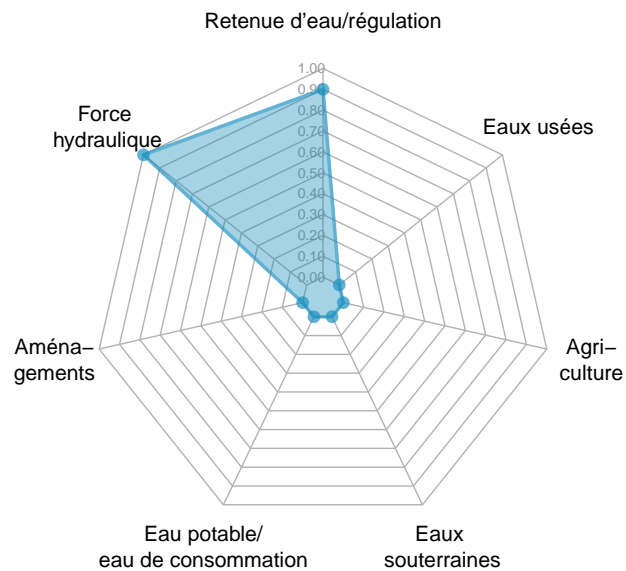 Retenue d'eau/régulation
1.00
0.90
0.80
0.70
0.60
0.50
0.40
0.30
0.20
0.10
0.00
Force
hydraulique
Eaux usées
Aména–
gements
Agri–
culture
Eau potable/
eau de consommation
Eaux
souterraines